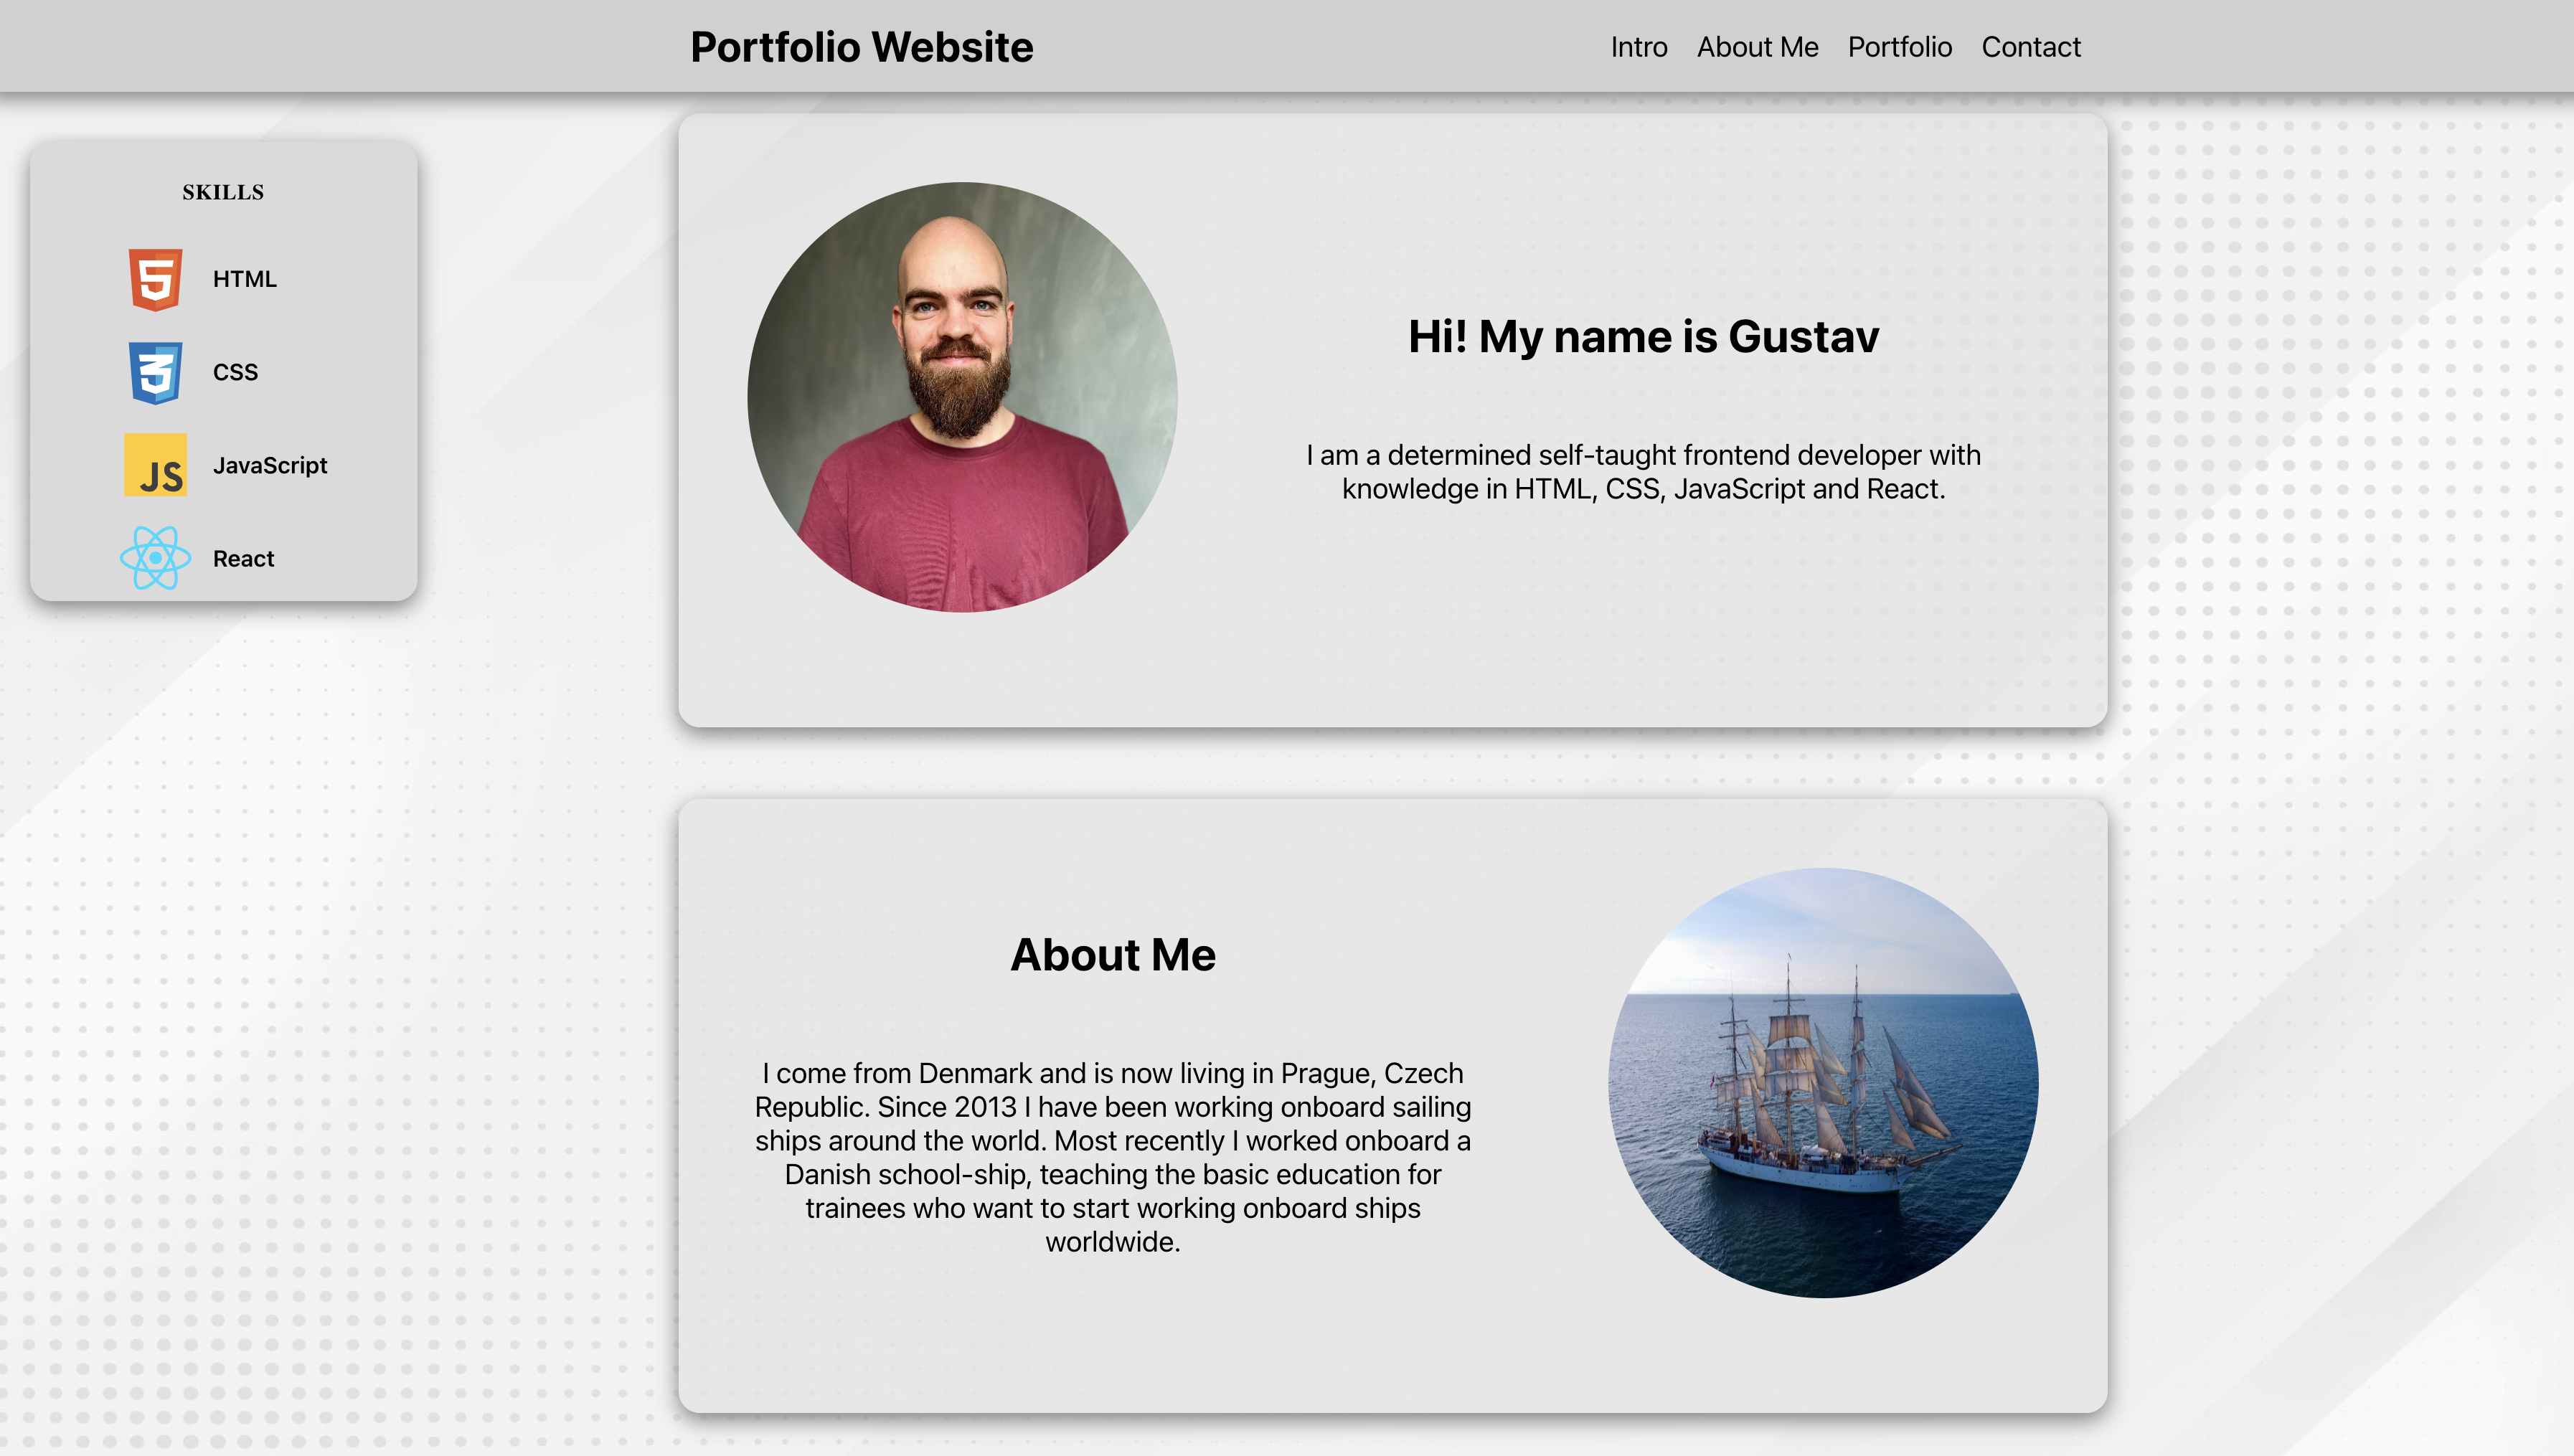 Portfolio Website
Intro About Me Portfolio Contact
SKILLS
HTML
CSS
JS JavaScript
React
Hi! My name is Gustav
I am a determined self-taught frontend developer with
knowledge in HTML, CSS, JavaScript and React.
About Me
I come from Denmark and is now living in Prague, Czech
Republic. Since 2013 I have been working onboard sailing
ships around the world. Most recently I worked onboard a
Danish school-ship, teaching the basic education for
trainees who want to start working onboard ships
worldwide.